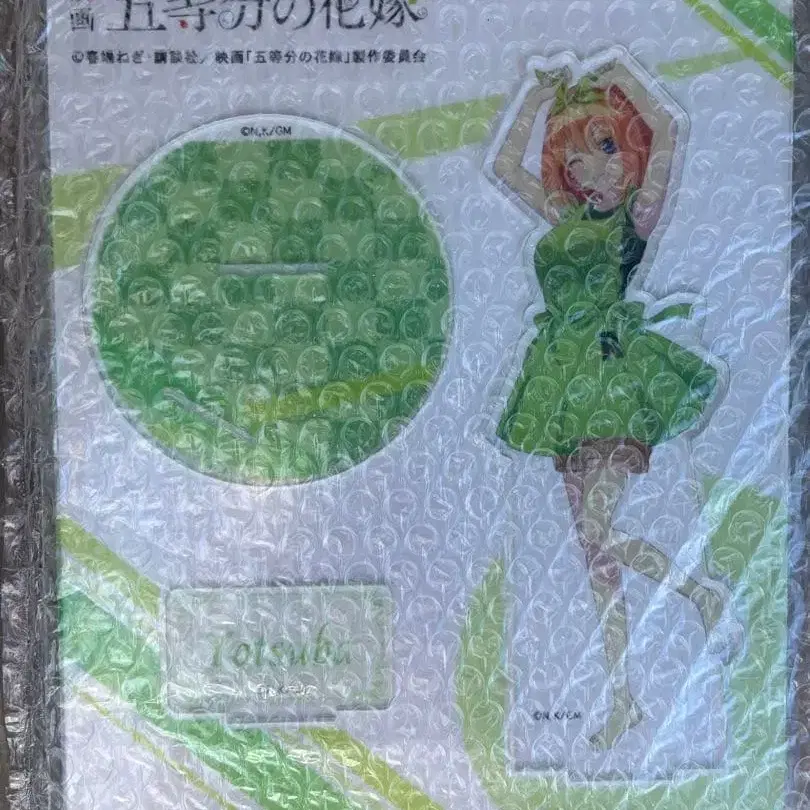 画 五等分の花嫁
©春場ねぎ・講談社／映画「五等分の花嫁」製作委員会
©N,K/GM
Yotsuba
©N,K/GM